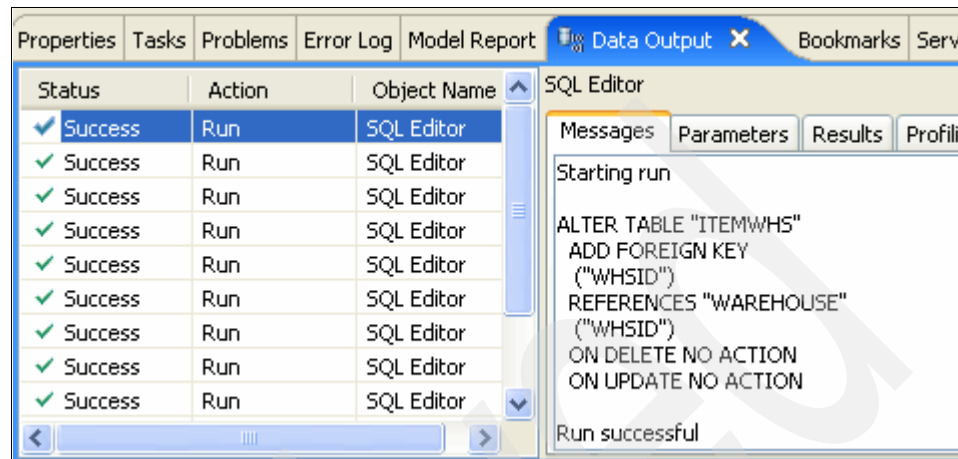 Properties Tasks Problems Error Log Model Report Data Output Bookmarks Serv
Status Action Object Name
Success Run SQL Editor
Success Run SQL Editor
Success Run SQL Editor
Success Run SQL Editor
Success Run SQL Editor
Success Run SQL Editor
Success Run SQL Editor
Success Run SQL Editor
Success Run SQL Editor
SQL Editor
Messages Parameters Results Profili
Starting run
ALTER TABLE "ITEMWHS"
ADD FOREIGN KEY
("WHSID")
REFERENCES "WAREHOUSE"
("WHSID")
ON DELETE NO ACTION
ON UPDATE NO ACTION
Run successful